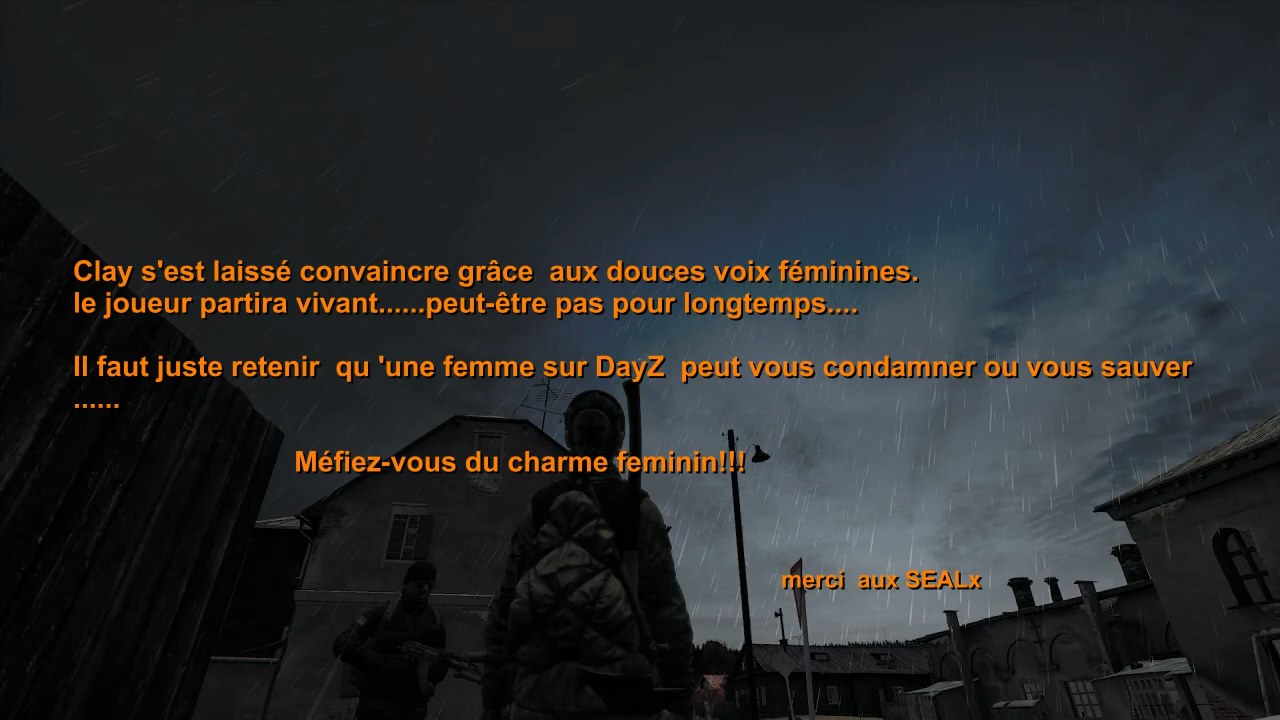 Clay s'est laissé convaincre grâce  aux douces voix féminines.
le joueur partira vivant......peut-être pas pour longtemps....
Il faut juste retenir  qu 'une femme sur DayZ  peut vous condamner ou vous sauver
......
Méfiez-vous du charme feminin!!!
merci  aux SEALx